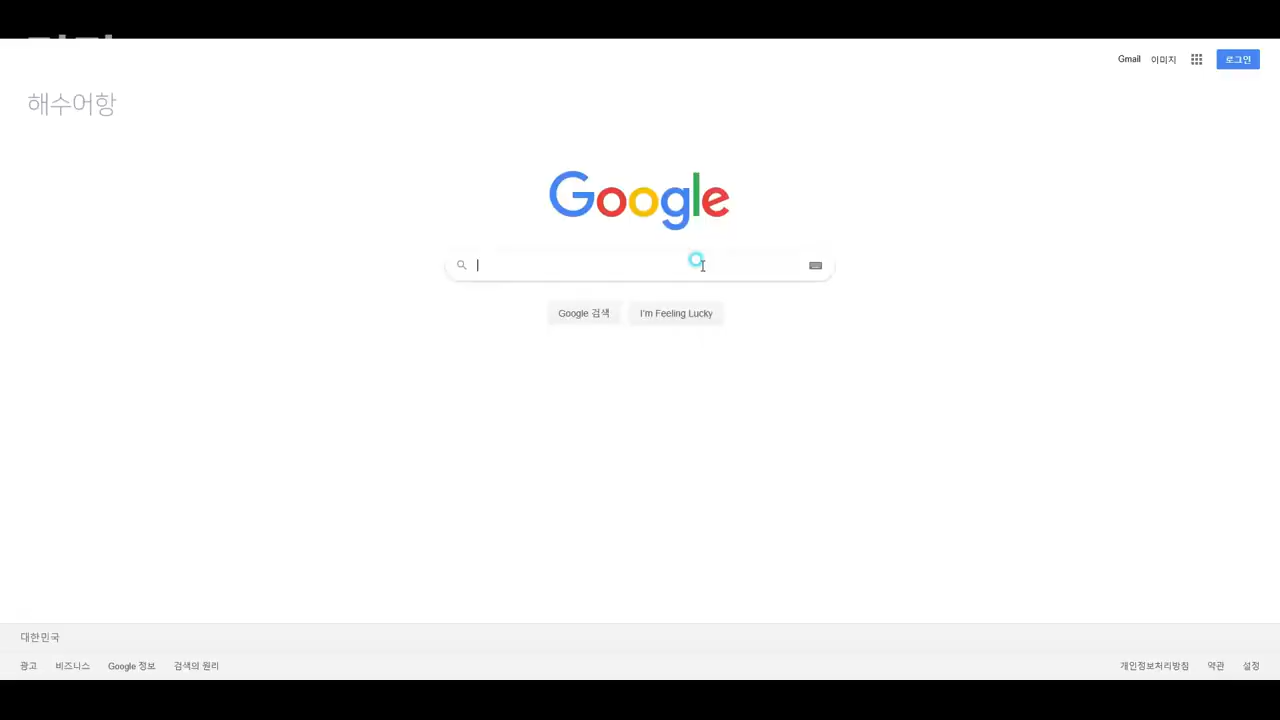 Gmail 이미지 로그인
해수어항
Google
Google 검색 I'm Feeling Lucky
대한민국
광고 비즈니스 Google 정보 검색의 원리 개인정보처리방침 약관 설정